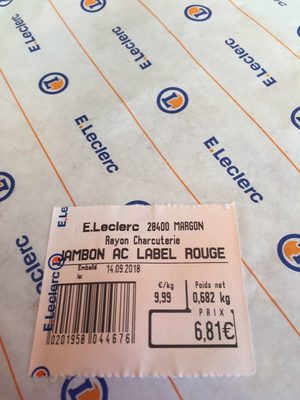 E.Leclerc
E.Leclerc
E.Leclerc
E.Leclerc
E.Leclerc 28400 MARGON
Rayon Charcuterie
JAMBON AC LABEL ROUGE
Emballé le: 14.09.2018
€/kg Poids net
9,99 0,682 kg
PRIX
6,81€
0201958 044676
E.Leclerc